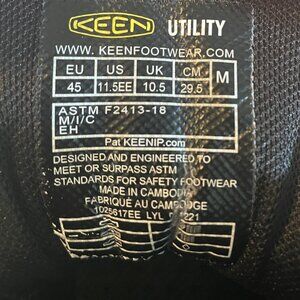 KEEN UTILITY
WWW.KEENFOOTWEAR.COM
EU US UK CM M
45 11.5EE 10.5 29.5
ASTM F2413-18
M/I/C
EH
Pat KEENIP.com
DESIGNED AND ENGINEERED TO
MEET OR SURPASS ASTM
STANDARDS FOR SAFETY FOOTWEAR
MADE IN CAMBODIA
FABRIQUÉ AU CAMBODGE
1025617EE LYL